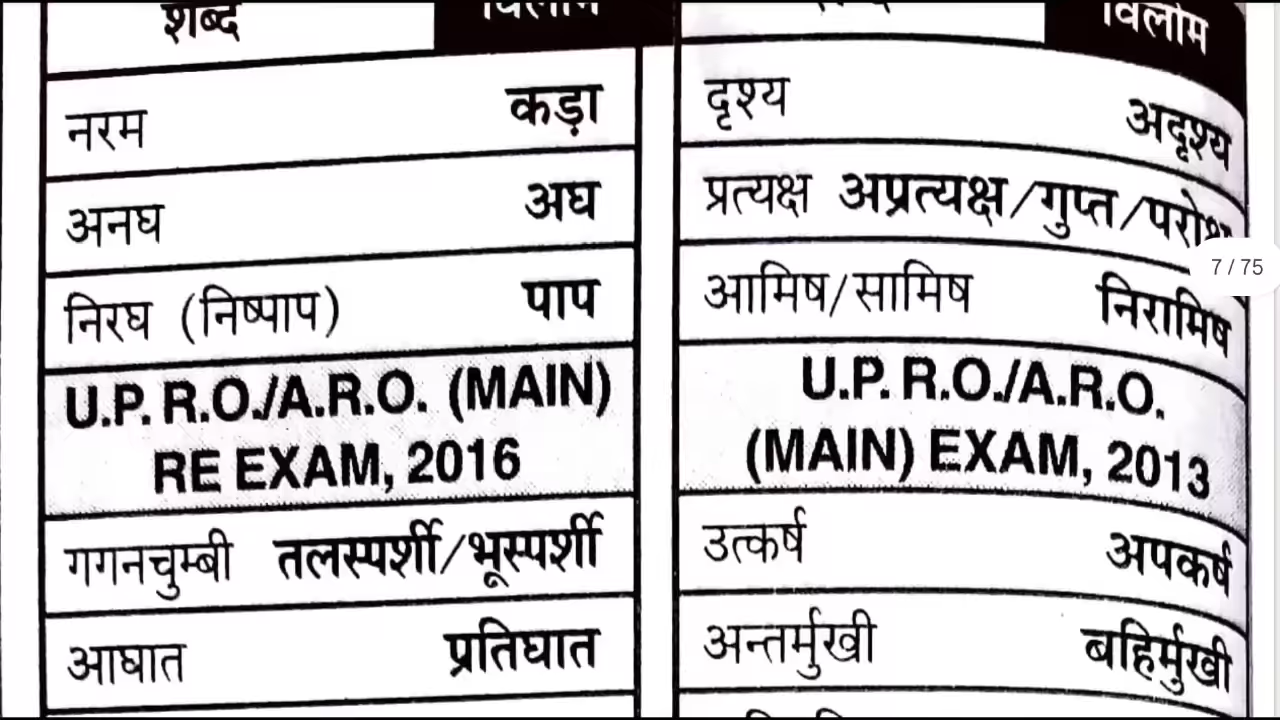 शब्द विलोम
नरम कड़ा
अनघ अघ
निरघ (निष्पाप) पाप
U.P. R.O./A.R.O. (MAIN)
RE EXAM, 2016
गगनचुम्बी तलस्पर्शी/भूस्पर्शी
आघात प्रतिघात
विलोम
दृश्य अदृश्य
प्रत्यक्ष अप्रत्यक्ष/गुप्त/परोक्ष
7 / 75
आमिष/सामिष निरामिष
U.P. R.O./A.R.O.
(MAIN) EXAM, 2013
उत्कर्ष अपकर्ष
अन्तर्मुखी बहिर्मुखी